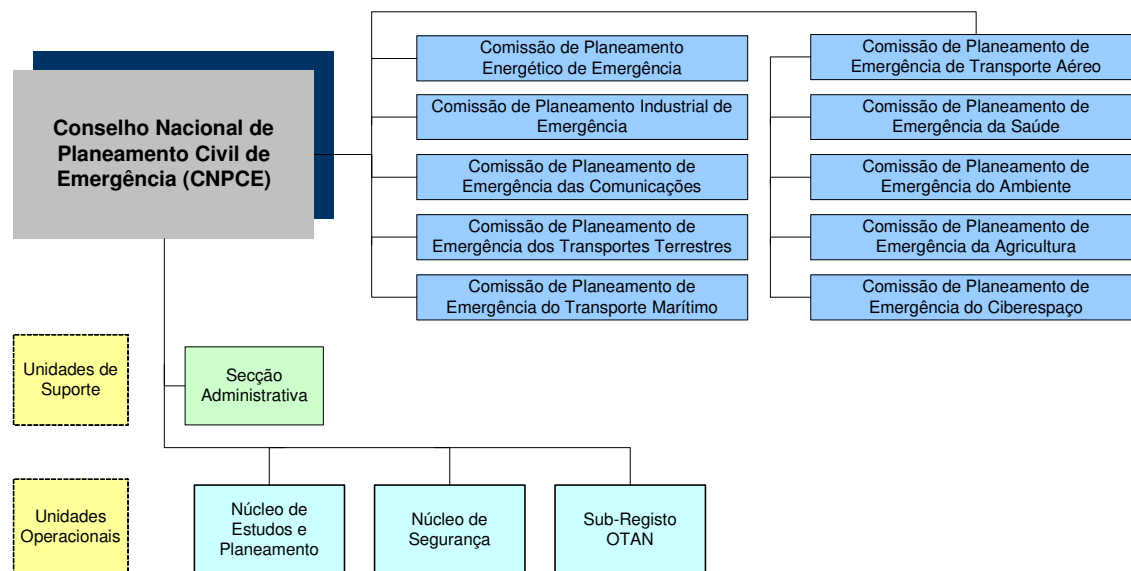 Conselho Nacional de
Planeamento Civil de
Emergência (CNPCE)
Comissão de Planeamento
Energético de Emergência
Comissão de Planeamento Industrial de
Emergência
Comissão de Planeamento de
Emergência das Comunicações
Comissão de Planeamento de
Emergência dos Transportes Terrestres
Comissão de Planeamento de
Emergência do Transporte Marítimo
Comissão de Planeamento de
Emergência de Transporte Aéreo
Comissão de Planeamento de
Emergência da Saúde
Comissão de Planeamento de
Emergência do Ambiente
Comissão de Planeamento de
Emergência da Agricultura
Comissão de Planeamento de
Emergência do Ciberespaço
Unidades de
Suporte
Secção
Administrativa
Unidades
Operacionais
Núcleo de
Estudos e
Planeamento
Núcleo de
Segurança
Sub-Registo
OTAN